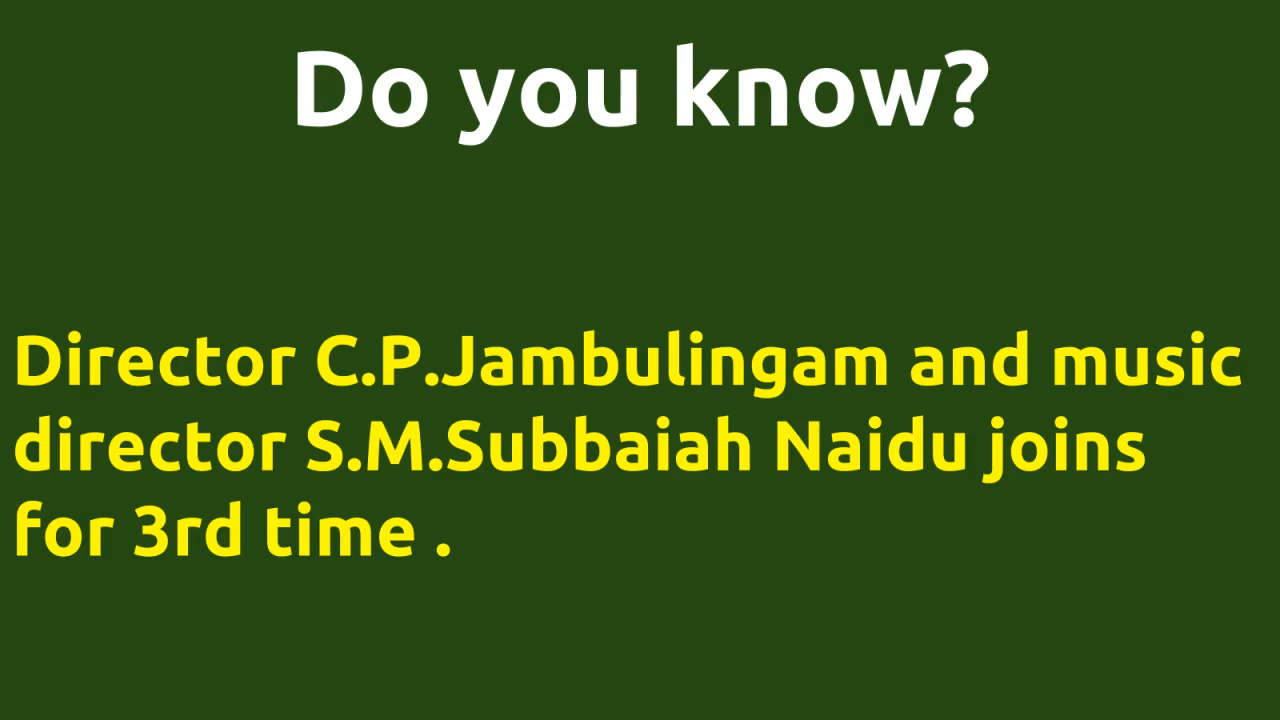 Do you know?
Director C.P.Jambulingam and music
director S.M.Subbaiah Naidu joins
for 3rd time .